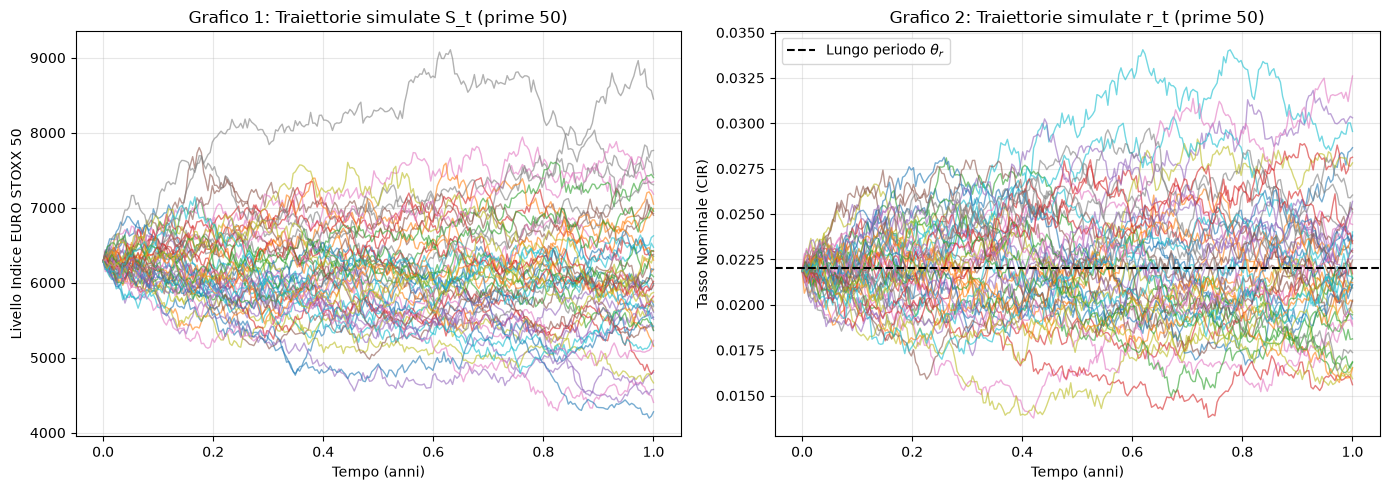 Grafico 1: Traiettorie simulate S_t (prime 50)
9000
8000
7000
6000
5000
4000
Livello Indice EURO STOXX 50
0.0 0.2 0.4 0.6 0.8 1.0
Tempo (anni)
Grafico 2: Traiettorie simulate r_t (prime 50)
Lungo periodo θ_r
0.0350
0.0325
0.0300
0.0275
0.0250
0.0225
0.0200
0.0175
0.0150
Tasso Nominale (CIR)
0.0 0.2 0.4 0.6 0.8 1.0
Tempo (anni)